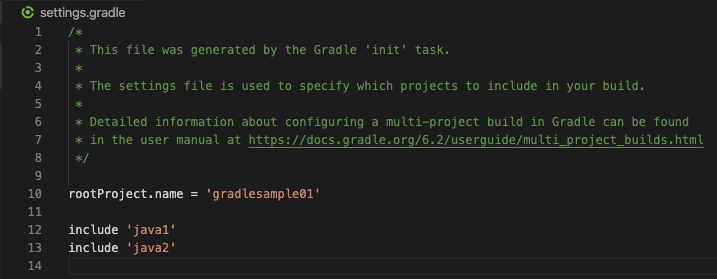 settings.gradle
1 /*
2  * This file was generated by the Gradle 'init' task.
3  *
4  * The settings file is used to specify which projects to include in your build.
5  *
6  * Detailed information about configuring a multi-project build in Gradle can be found
7  * in the user manual at https://docs.gradle.org/6.2/userguide/multi_project_builds.html
8  */
9
10 rootProject.name = 'gradlesample01'
11
12 include 'java1'
13 include 'java2'
14